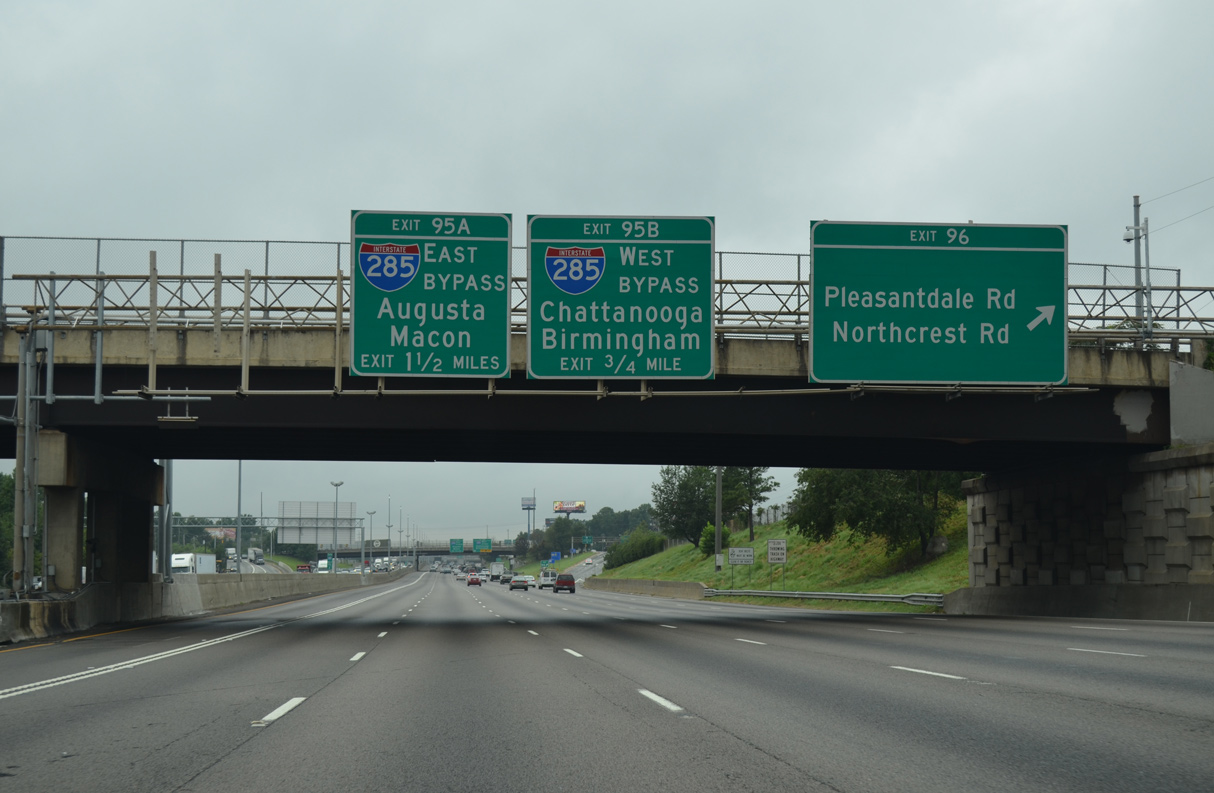 EXIT 95A
INTERSTATE
285
EAST
BYPASS
Augusta
Macon
EXIT 1 1/2 MILES
EXIT 95B
INTERSTATE
285
WEST
BYPASS
Chattanooga
Birmingham
EXIT 3/4 MILE
EXIT 96
Pleasantdale Rd
Northcrest Rd